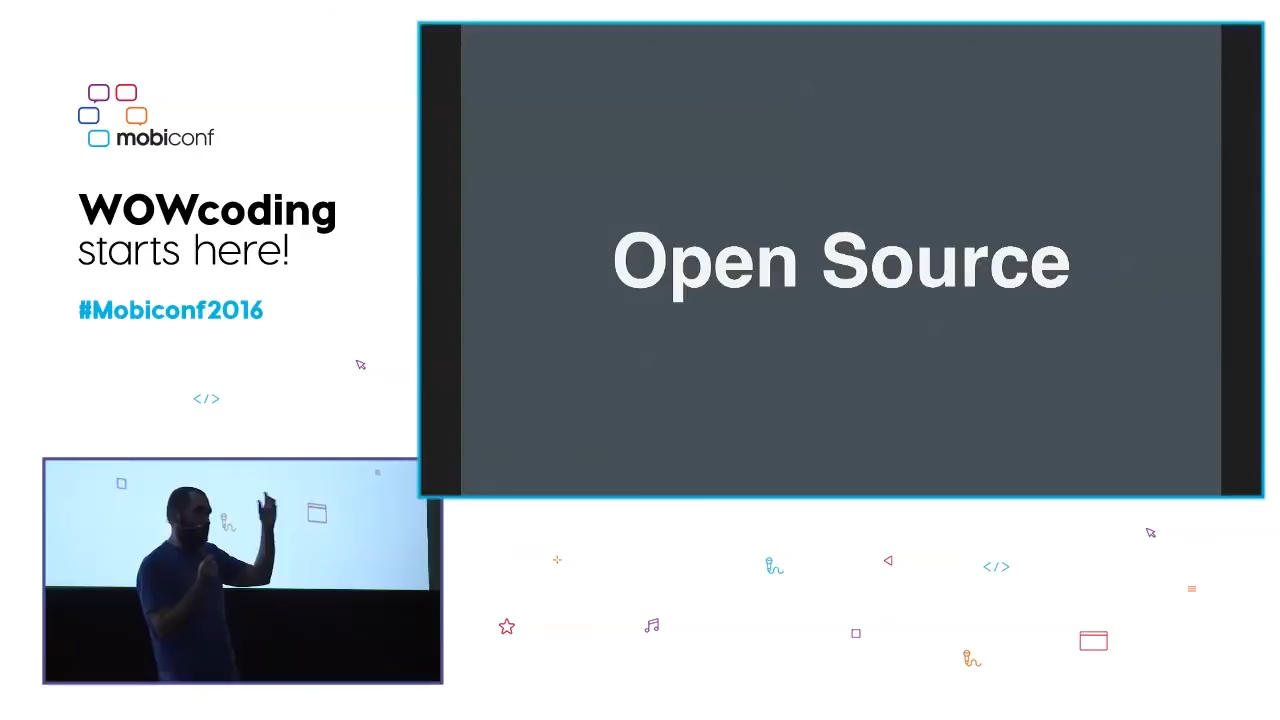 mobiconf
WOWcoding
starts here!
#Mobiconf2016
</>
Open Source
</>